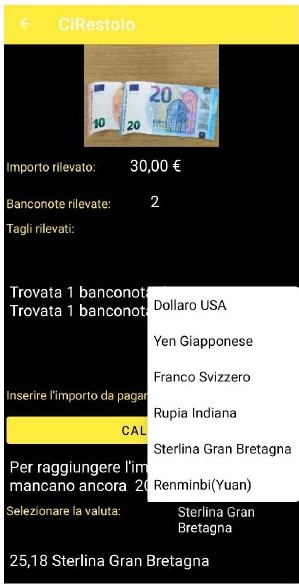 CiRestoIo
10
20
20
Importo rilevato: 30,00 €
Banconote rilevate: 2
Tagli rilevati:
Trovata 1 banconota
Trovata 1 banconota
Dollaro USA
Yen Giapponese
Franco Svizzero
Rupia Indiana
Sterlina Gran Bretagna
Renminbi(Yuan)
Inserire l'importo da pagar
CAL
Per raggiungere l'im
mancano ancora 20
Selezionare la valuta: Sterlina Gran
Bretagna
25,18 Sterlina Gran Bretagna